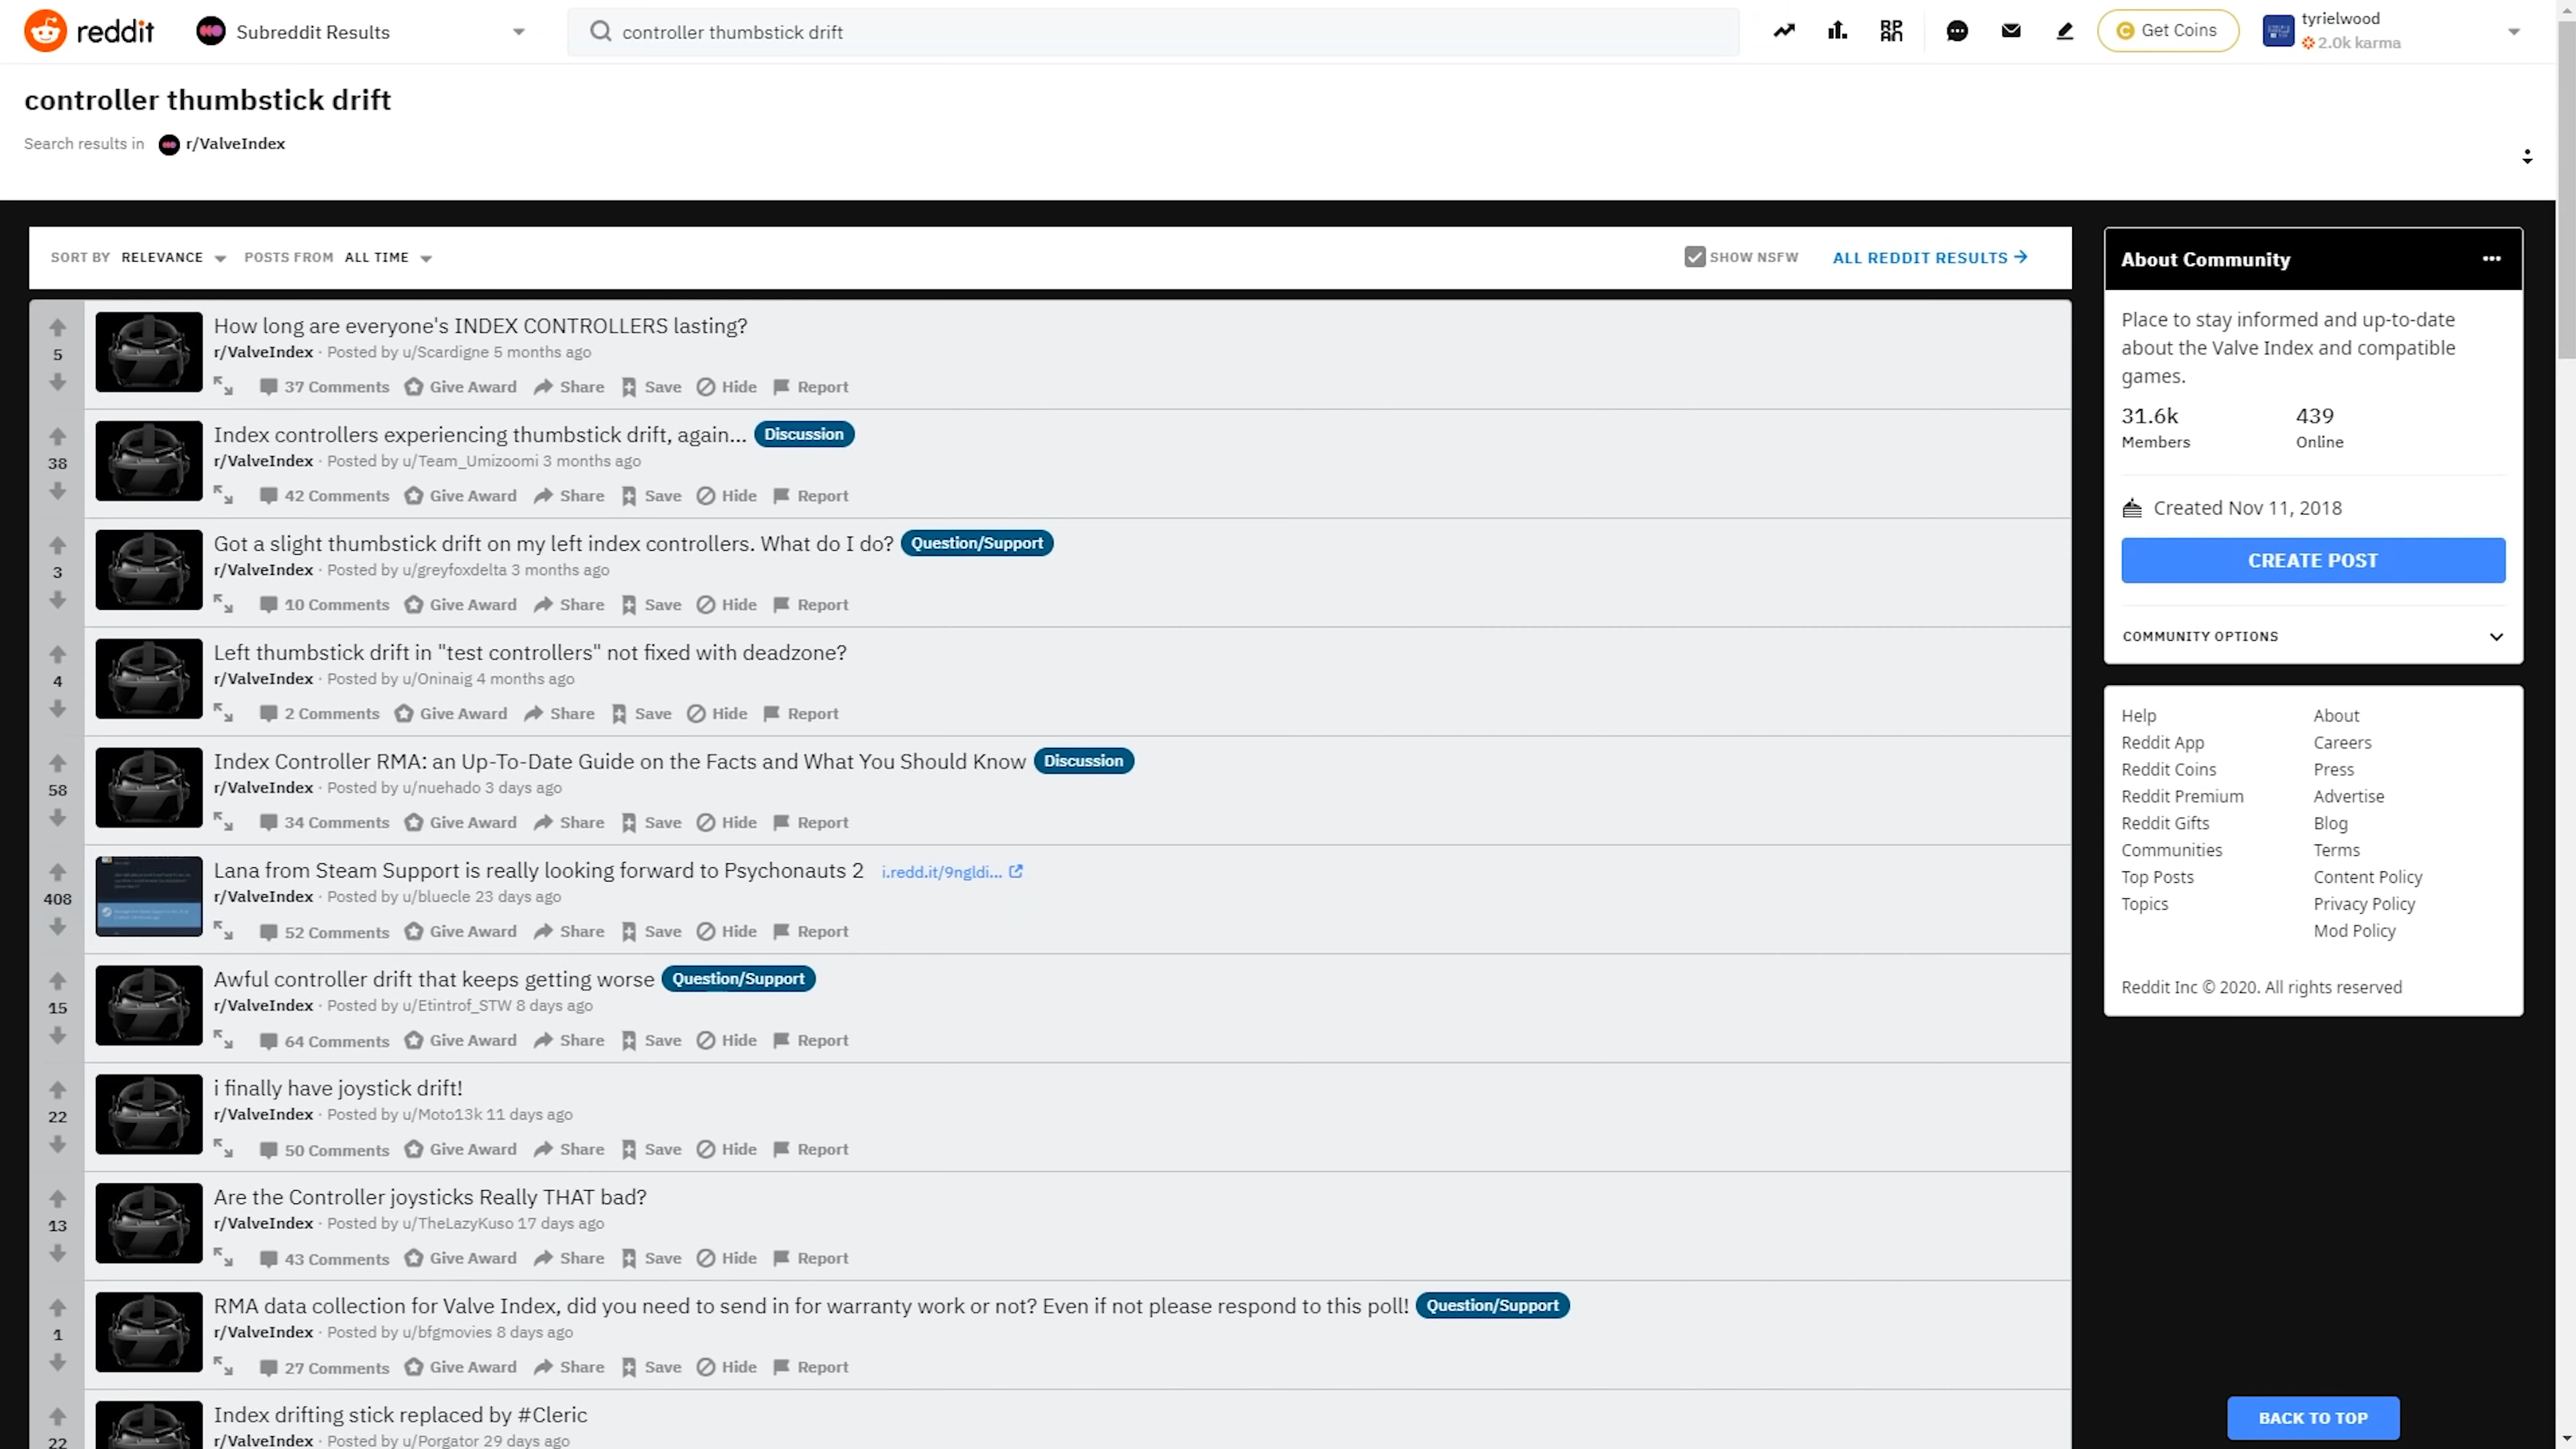 reddit
Subreddit Results
controller thumbstick drift
Get Coins
tyrielwood
2.0k karma
controller thumbstick drift
Search results in r/ValveIndex
SORT BY RELEVANCE POSTS FROM ALL TIME
SHOW NSFW
ALL REDDIT RESULTS
5
How long are everyone's INDEX CONTROLLERS lasting?
r/ValveIndex · Posted by u/Scardigne 5 months ago
37 Comments Give Award Share Save Hide Report
38
Index controllers experiencing thumbstick drift, again... Discussion
r/ValveIndex · Posted by u/Team_Umizoomi 3 months ago
42 Comments Give Award Share Save Hide Report
3
Got a slight thumbstick drift on my left index controllers. What do I do? Question/Support
r/ValveIndex · Posted by u/greyfoxdelta 3 months ago
10 Comments Give Award Share Save Hide Report
4
Left thumbstick drift in "test controllers" not fixed with deadzone?
r/ValveIndex · Posted by u/Oninaig 4 months ago
2 Comments Give Award Share Save Hide Report
58
Index Controller RMA: an Up-To-Date Guide on the Facts and What You Should Know Discussion
r/ValveIndex · Posted by u/nuehado 3 days ago
34 Comments Give Award Share Save Hide Report
408
Lana from Steam Support is really looking forward to Psychonauts 2 i.redd.it/9ngldi...
r/ValveIndex · Posted by u/bluecle 23 days ago
52 Comments Give Award Share Save Hide Report
15
Awful controller drift that keeps getting worse Question/Support
r/ValveIndex · Posted by u/Etintrof_STW 8 days ago
64 Comments Give Award Share Save Hide Report
22
i finally have joystick drift!
r/ValveIndex · Posted by u/Moto13k 11 days ago
50 Comments Give Award Share Save Hide Report
13
Are the Controller joysticks Really THAT bad?
r/ValveIndex · Posted by u/TheLazyKuso 17 days ago
43 Comments Give Award Share Save Hide Report
1
RMA data collection for Valve Index, did you need to send in for warranty work or not? Even if not please respond to this poll! Question/Support
r/ValveIndex · Posted by u/bfgmovies 8 days ago
27 Comments Give Award Share Save Hide Report
22
Index drifting stick replaced by #Cleric
r/ValveIndex · Posted by u/Porgator 29 days ago
About Community
Place to stay informed and up-to-date
about the Valve Index and compatible
games.
31.6k 439
Members Online
Created Nov 11, 2018
CREATE POST
COMMUNITY OPTIONS
Help About
Reddit App Careers
Reddit Coins Press
Reddit Premium Advertise
Reddit Gifts Blog
Communities Terms
Top Posts Content Policy
Topics Privacy Policy
Mod Policy
Reddit Inc © 2020. All rights reserved
BACK TO TOP